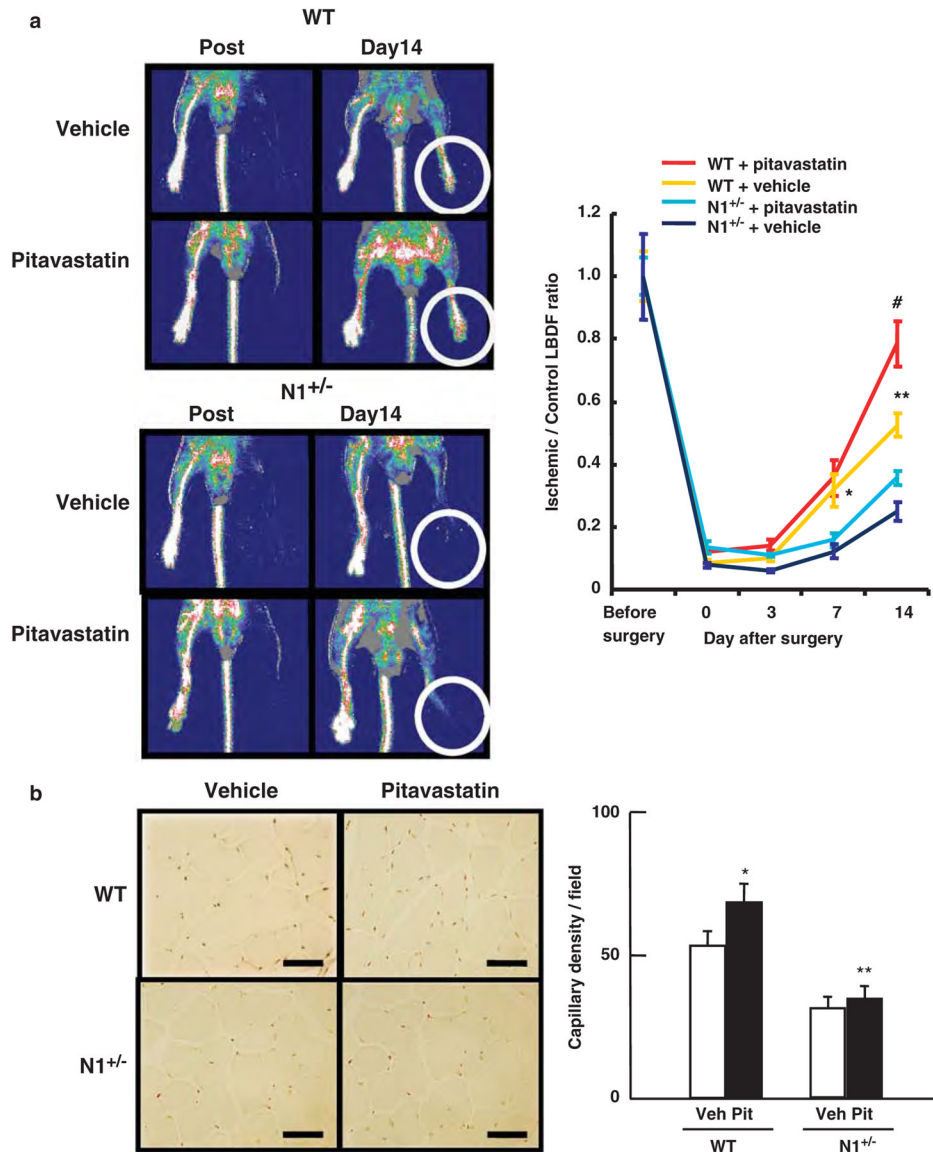 a
WT
Post Day14
Vehicle
Pitavastatin
N1+/-
Post Day14
Vehicle
Pitavastatin
WT + pitavastatin
WT + vehicle
N1+/- + pitavastatin
N1+/- + vehicle
Ischemic / Control LBDF ratio
1.2
1.0
0.8
0.6
0.4
0.2
0
#
**
*
Before surgery
0 3 7 14
Day after surgery
b
Vehicle Pitavastatin
WT
N1+/-
Capillary density / field
100
50
0
*
**
Veh Pit Veh Pit
WT N1+/-